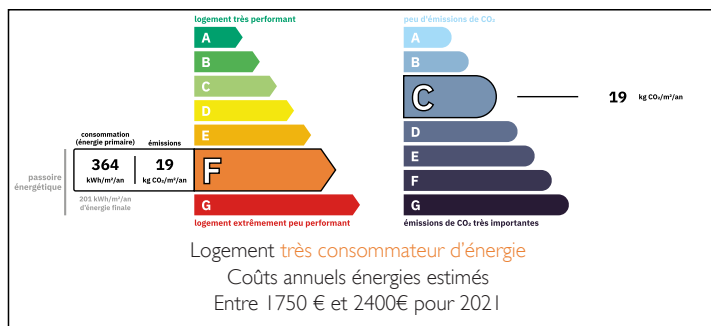 logement très performant
A
B
C
D
E
consommation
(énergie primaire)
émissions
364
kWh/m²/an
19
kg CO₂/m²/an
F
passoire
énergétique
201 kWh/m²/an
d'énergie finale
G
logement extrêmement peu performant
peu d'émissions de CO₂
A
B
C
19 kg CO₂/m²/an
D
E
F
G
émissions de CO₂ très importantes
Logement très consommateur d'énergie
Coûts annuels énergies estimés
Entre 1750 € et 2400€ pour 2021